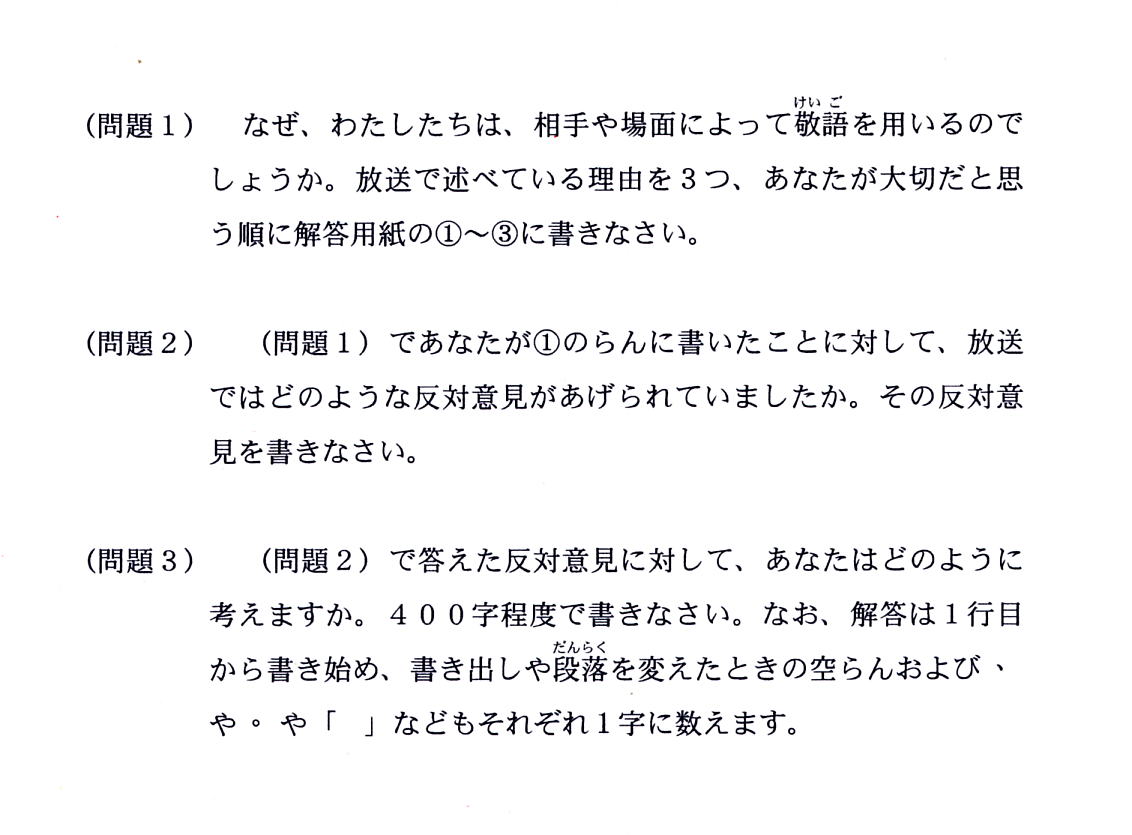 （問題１）　なぜ、わたしたちは、相手や場面によって敬語を用いるので
けいご
しょうか。放送で述べている理由を３つ、あなたが大切だと思
う順に解答用紙の①～③に書きなさい。
（問題２）　（問題１）であなたが①のらんに書いたことに対して、放送
ではどのような反対意見があげられていましたか。その反対意
見を書きなさい。
（問題３）　（問題２）で答えた反対意見に対して、あなたはどのように
考えますか。４００字程度で書きなさい。なお、解答は１行目
だんらく
から書き始め、書き出しや段落を変えたときの空らんおよび、
や。や「　」などもそれぞれ１字に数えます。